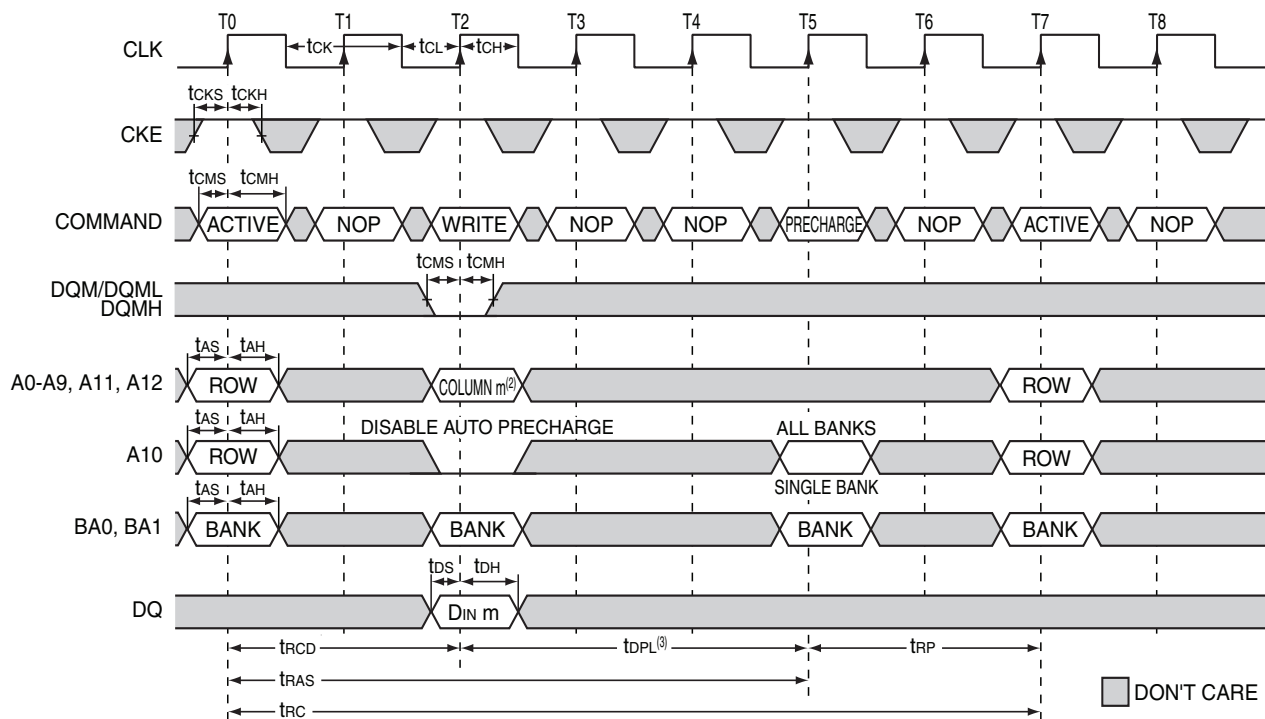 T0 T1 T2 T3 T4 T5 T6 T7 T8
CLK tCK tCL tCH
tCKS tCKH
CKE
tCMS tCMH
COMMAND ACTIVE NOP WRITE NOP NOP PRECHARGE NOP ACTIVE NOP
tCMS tCMH
DQM/DQML
DQMH
tAS tAH
A0-A9, A11, A12 ROW COLUMN m(2) ROW
tAS tAH DISABLE AUTO PRECHARGE ALL BANKS
A10 ROW ROW
tAS tAH SINGLE BANK
BA0, BA1 BANK BANK BANK BANK
tDS tDH
DQ DIN m
tRCD tDPL(3) tRP
tRAS
DON'T CARE
tRC